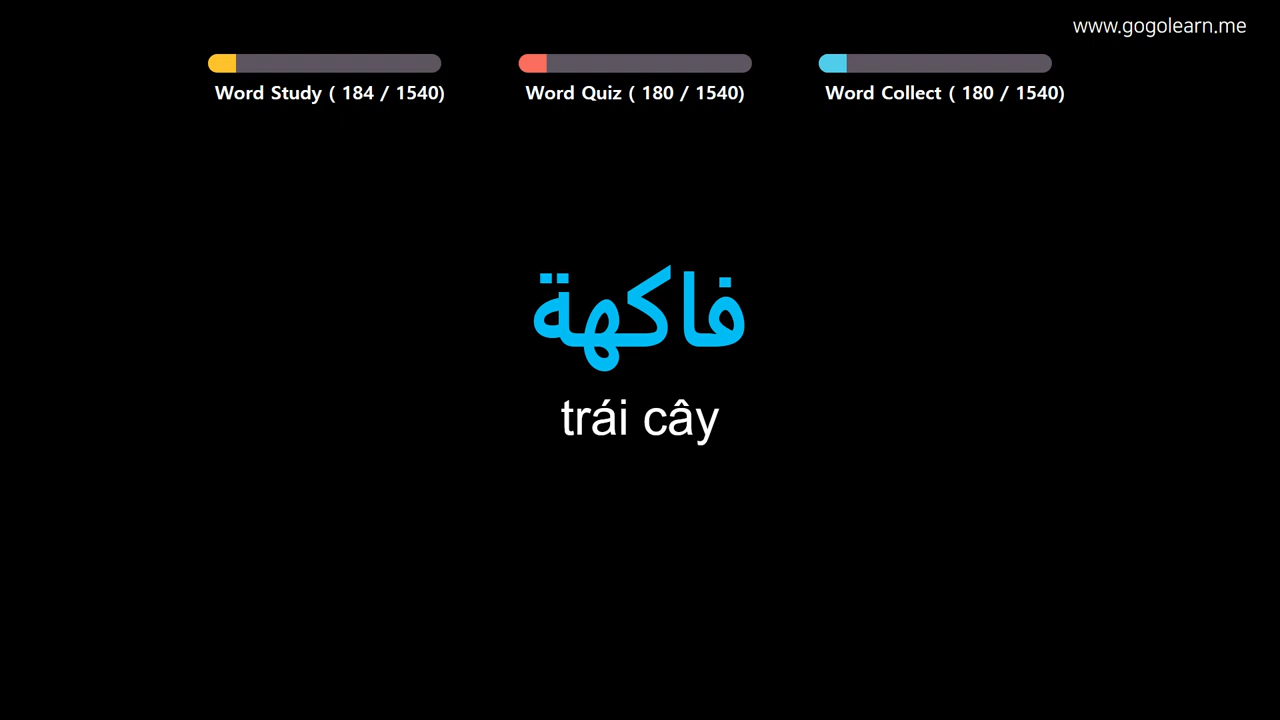 www.gogolearn.me
Word Study ( 184 / 1540)
Word Quiz ( 180 / 1540)
Word Collect ( 180 / 1540)
فاكهة
trái cây